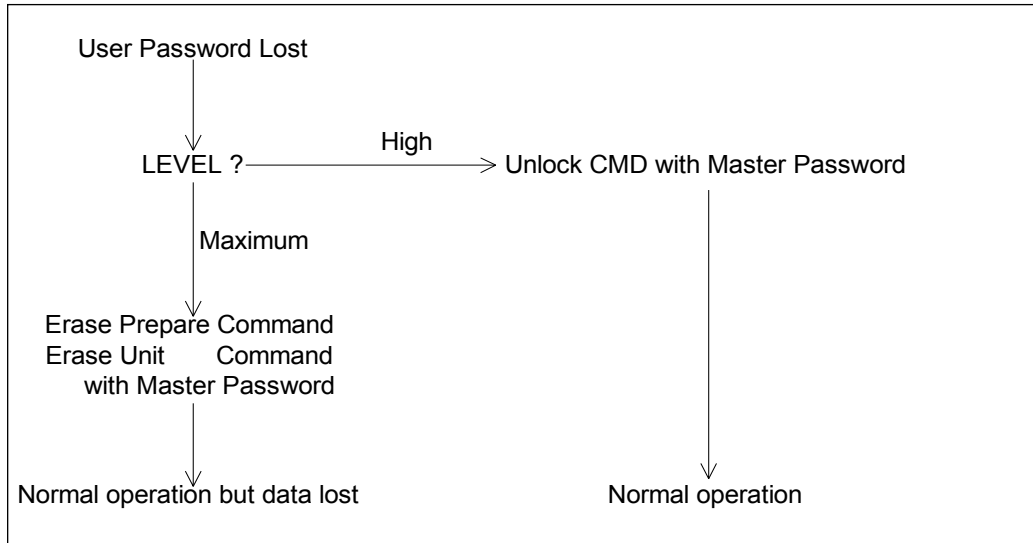 User Password Lost
High
LEVEL ?
Unlock CMD with Master Password
Maximum
Erase Prepare Command
Erase Unit Command
with Master Password
Normal operation but data lost
Normal operation